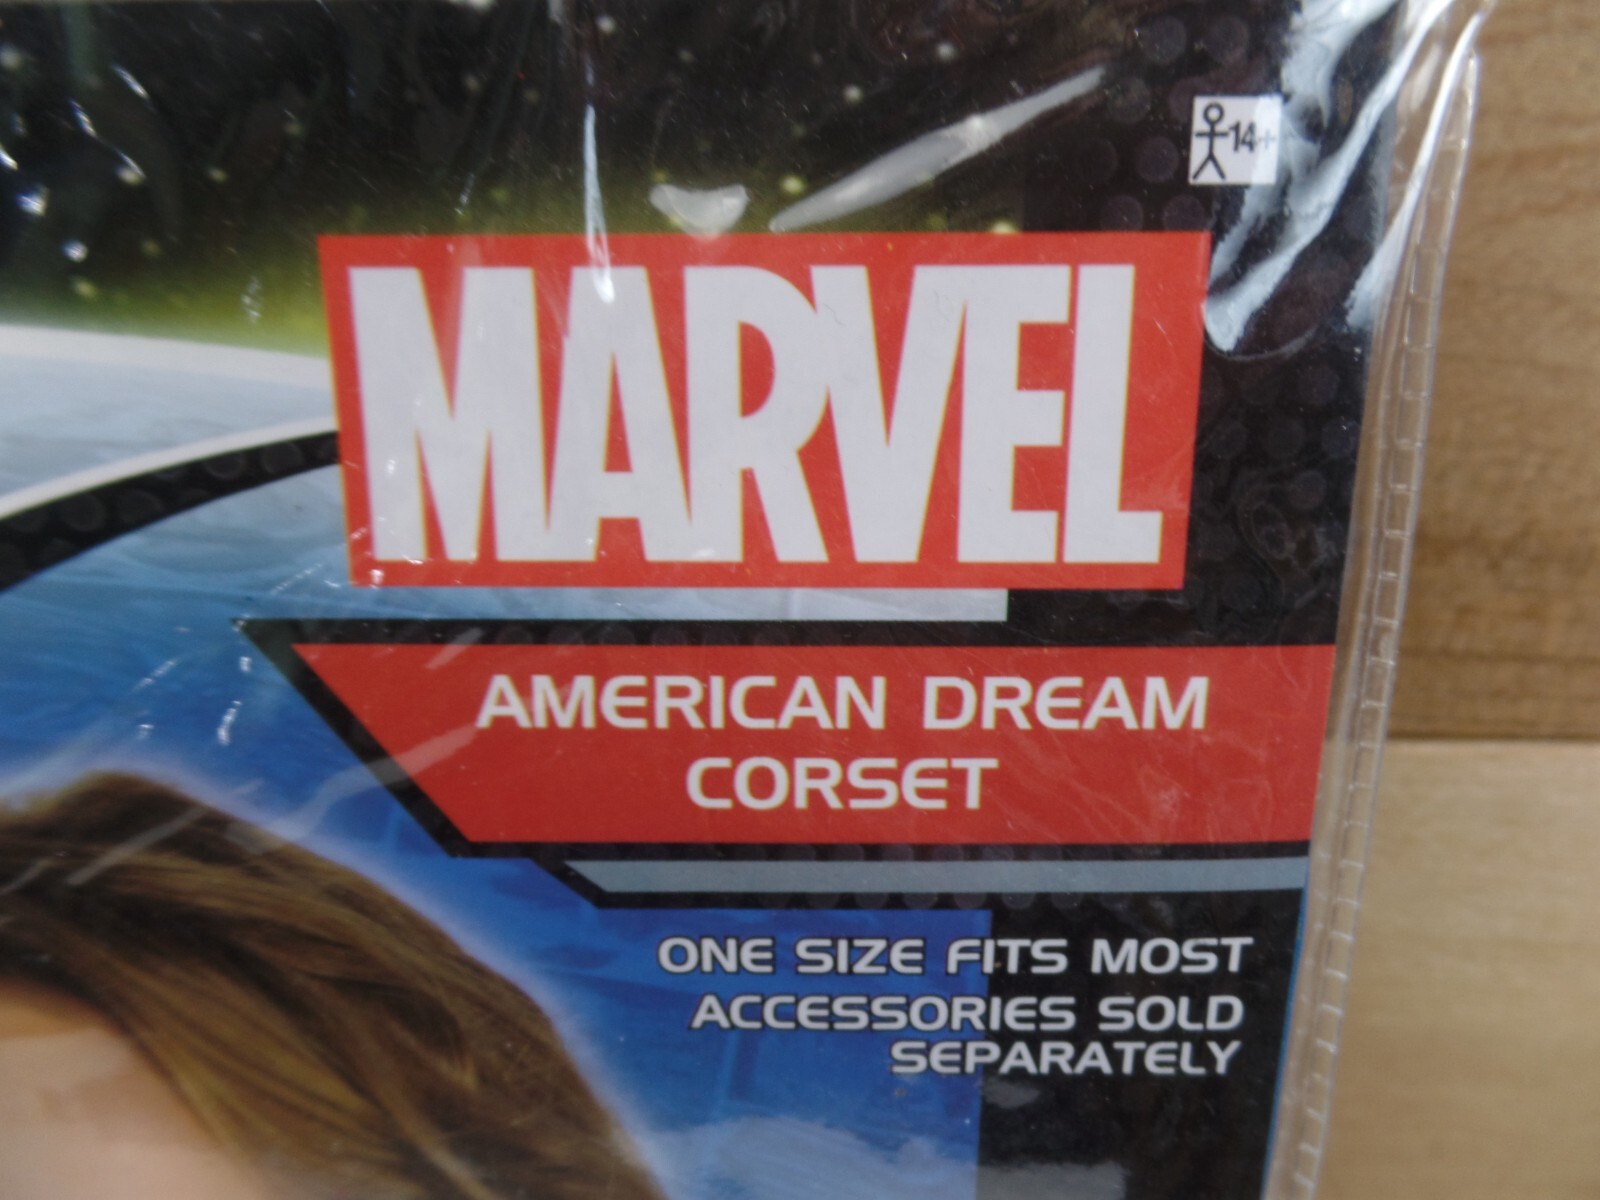 14+
MARVEL
AMERICAN DREAM
CORSET
ONE SIZE FITS MOST
ACCESSORIES SOLD
SEPARATELY